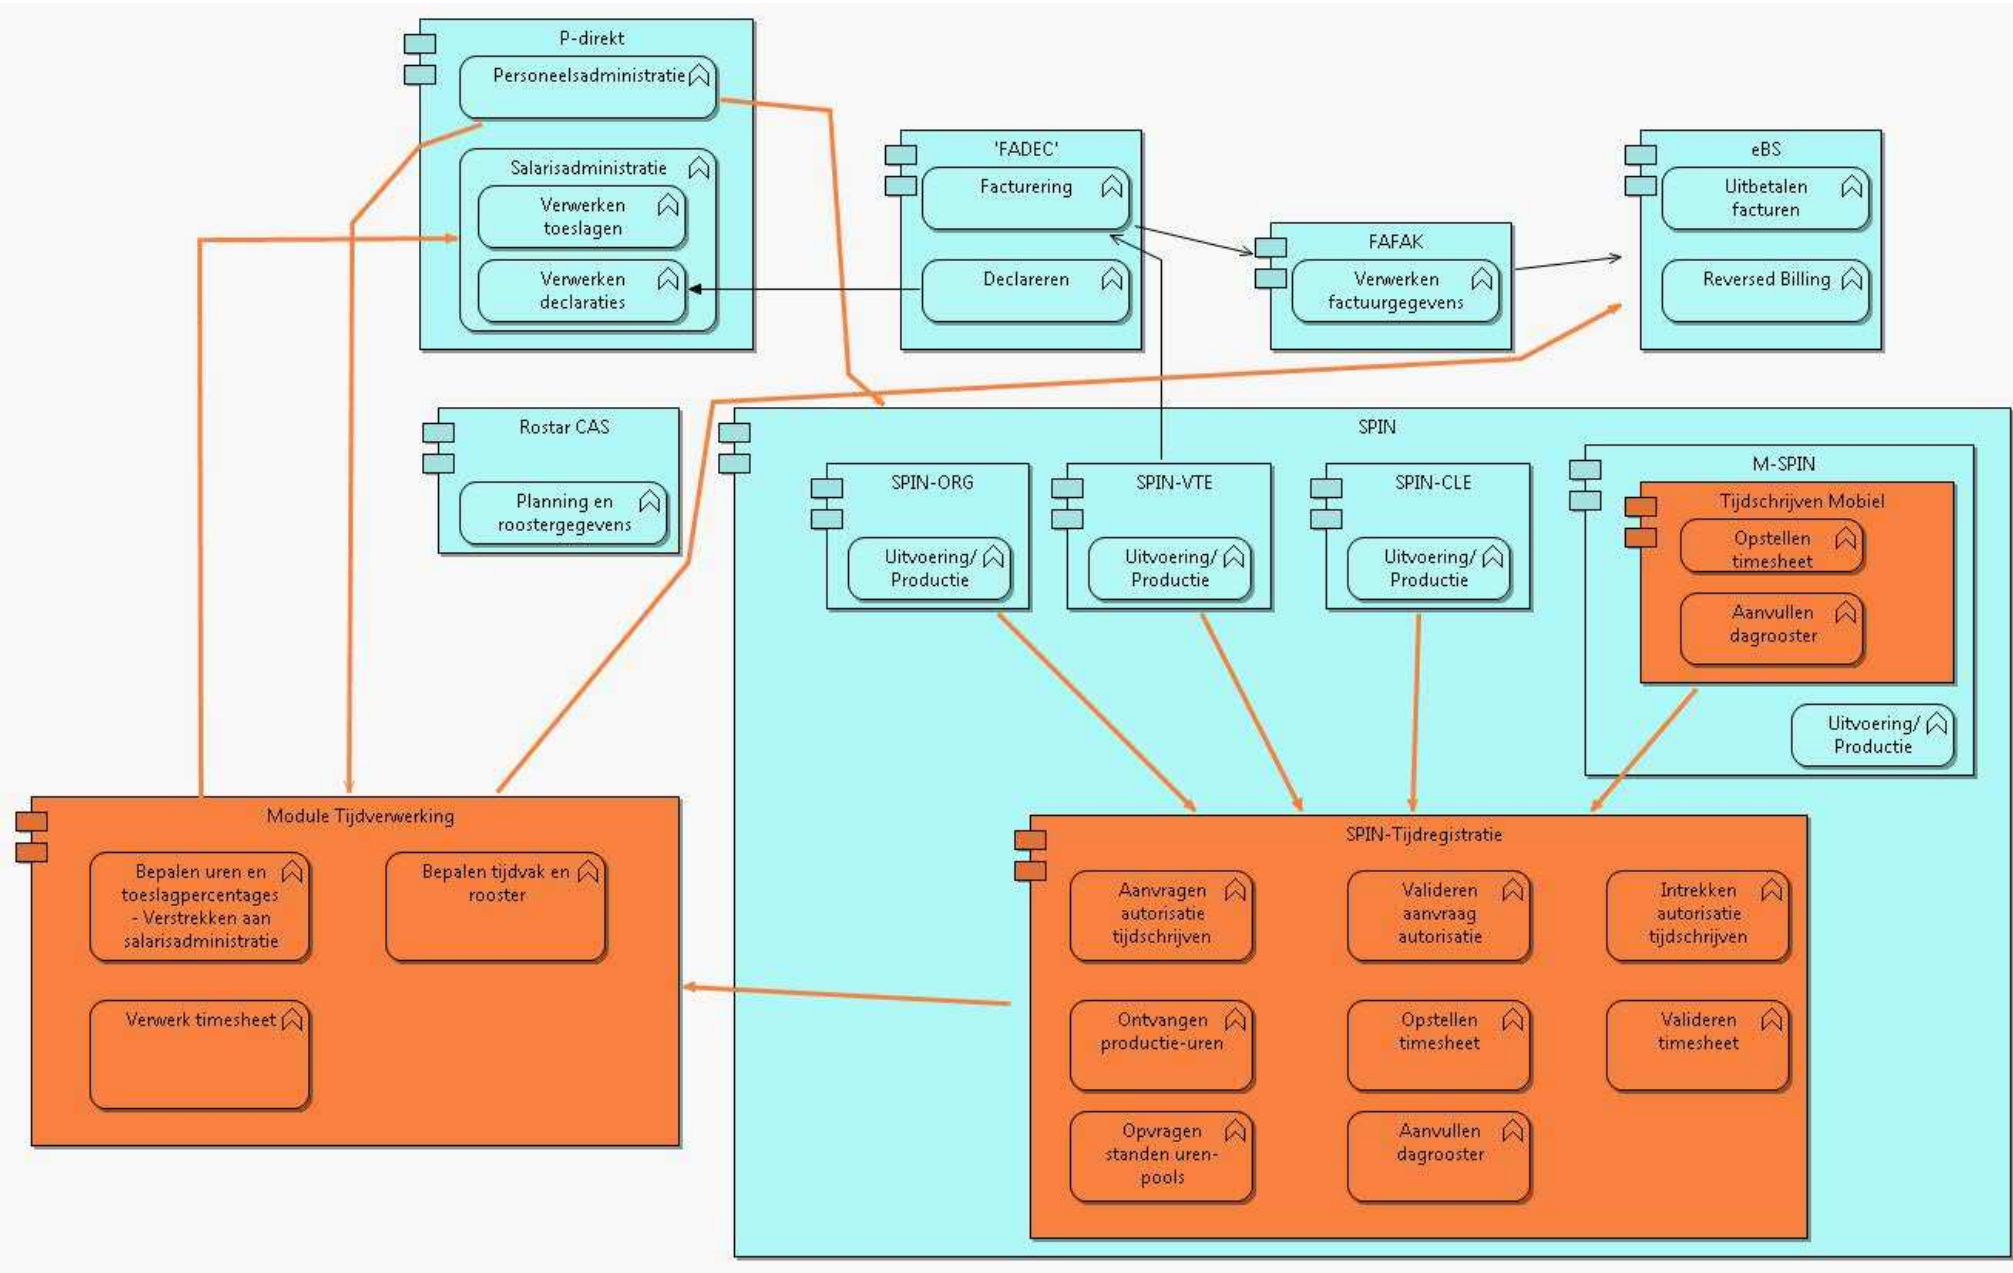 P-direkt
Personeelsadministratie
Salarisadministratie
Verwerken
toeslagen
Verwerken
declaraties
'FADEC'
Facturering
Declareren
FAFAK
Verwerken
factuurgegevens
eBS
Uitbetalen
facturen
Reversed Billing
Rostar CAS
Planning en
roostergegevens
SPIN
SPIN-ORG
Uitvoering/
Productie
SPIN-VTE
Uitvoering/
Productie
SPIN-CLE
Uitvoering/
Productie
M-SPIN
Tijdschrijven Mobiel
Opstellen
timesheet
Aanvullen
dagrooster
Uitvoering/
Productie
Module Tijdverwerking
Bepalen uren en
toeslagpercentages
- Verstrekken aan
salarisadministratie
Bepalen tijdvak en
rooster
Verwerk timesheet
SPIN-Tijdregistratie
Aanvragen
autorisatie
tijdschrijven
Valideren
aanvraag
autorisatie
Intrekken
autorisatie
tijdschrijven
Ontvangen
productie-uren
Opstellen
timesheet
Valideren
timesheet
Opvragen
standen uren-
pools
Aanvullen
dagrooster